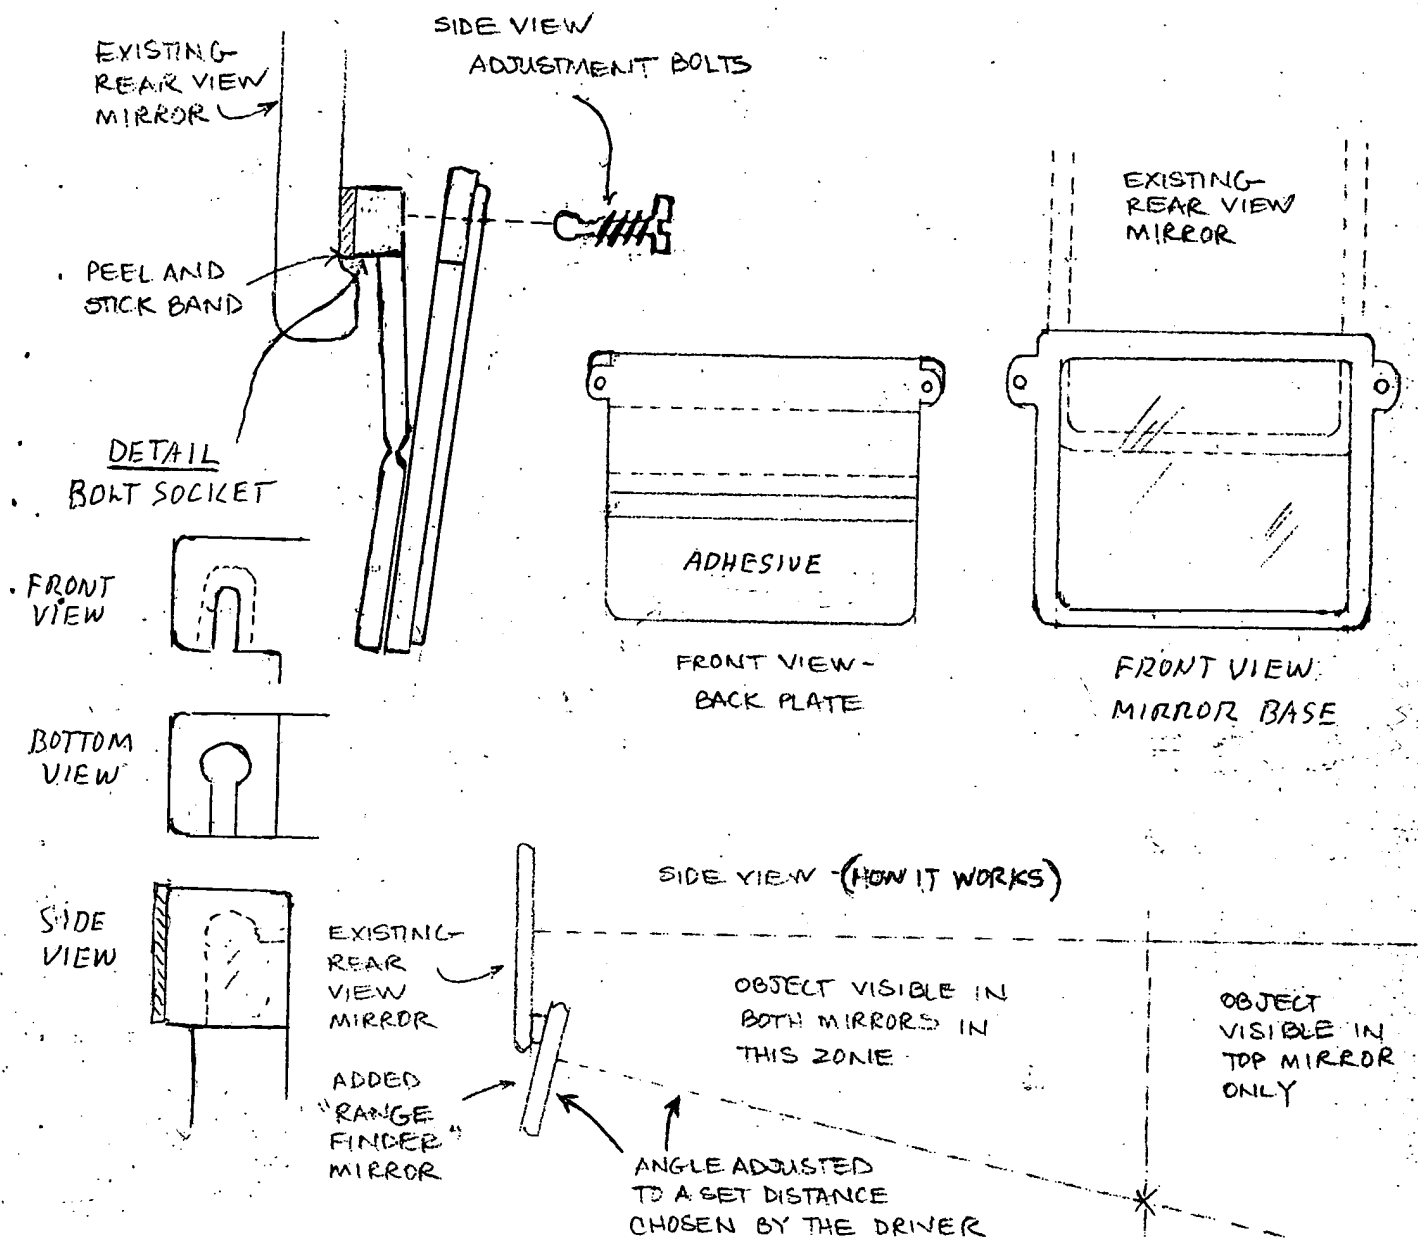 SIDE VIEW
ADJUSTMENT BOLTS
EXISTING
REAR VIEW
MIRROR
EXISTING
REAR VIEW
MIRROR
PEEL AND
STICK BAND
DETAIL
BOLT SOCKET
ADHESIVE
FRONT
VIEW
FRONT VIEW-
BACK PLATE
FRONT VIEW
MIRROR BASE
BOTTOM
VIEW
SIDE VIEW - (HOW IT WORKS)
SIDE
VIEW
EXISTING
REAR
VIEW
MIRROR
OBJECT VISIBLE IN
BOTH MIRRORS IN
THIS ZONE
OBJECT
VISIBLE IN
TOP MIRROR
ONLY
ADDED
"RANGE
FINDER"
MIRROR
ANGLE ADJUSTED
TO A SET DISTANCE
CHOSEN BY THE DRIVER